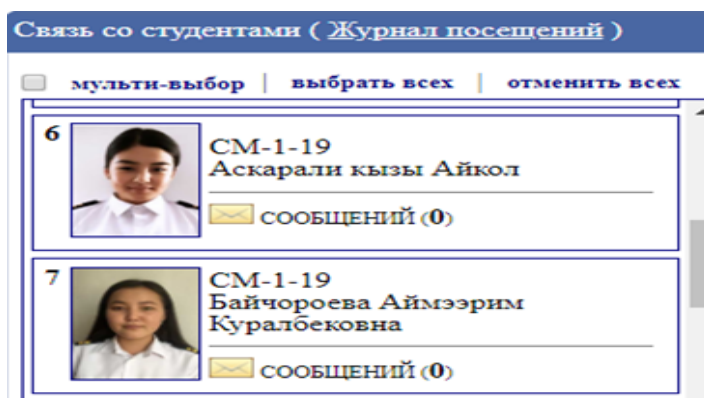 Связь со студентами ( Журнал посещений )
мульти-выбор | выбрать всех | отменить всех
6
СМ-1-19
Аскарали кызы Айкол
СООБЩЕНИЙ (0)
7
СМ-1-19
Байчороева Аймээрим
Куралбековна
СООБЩЕНИЙ (0)